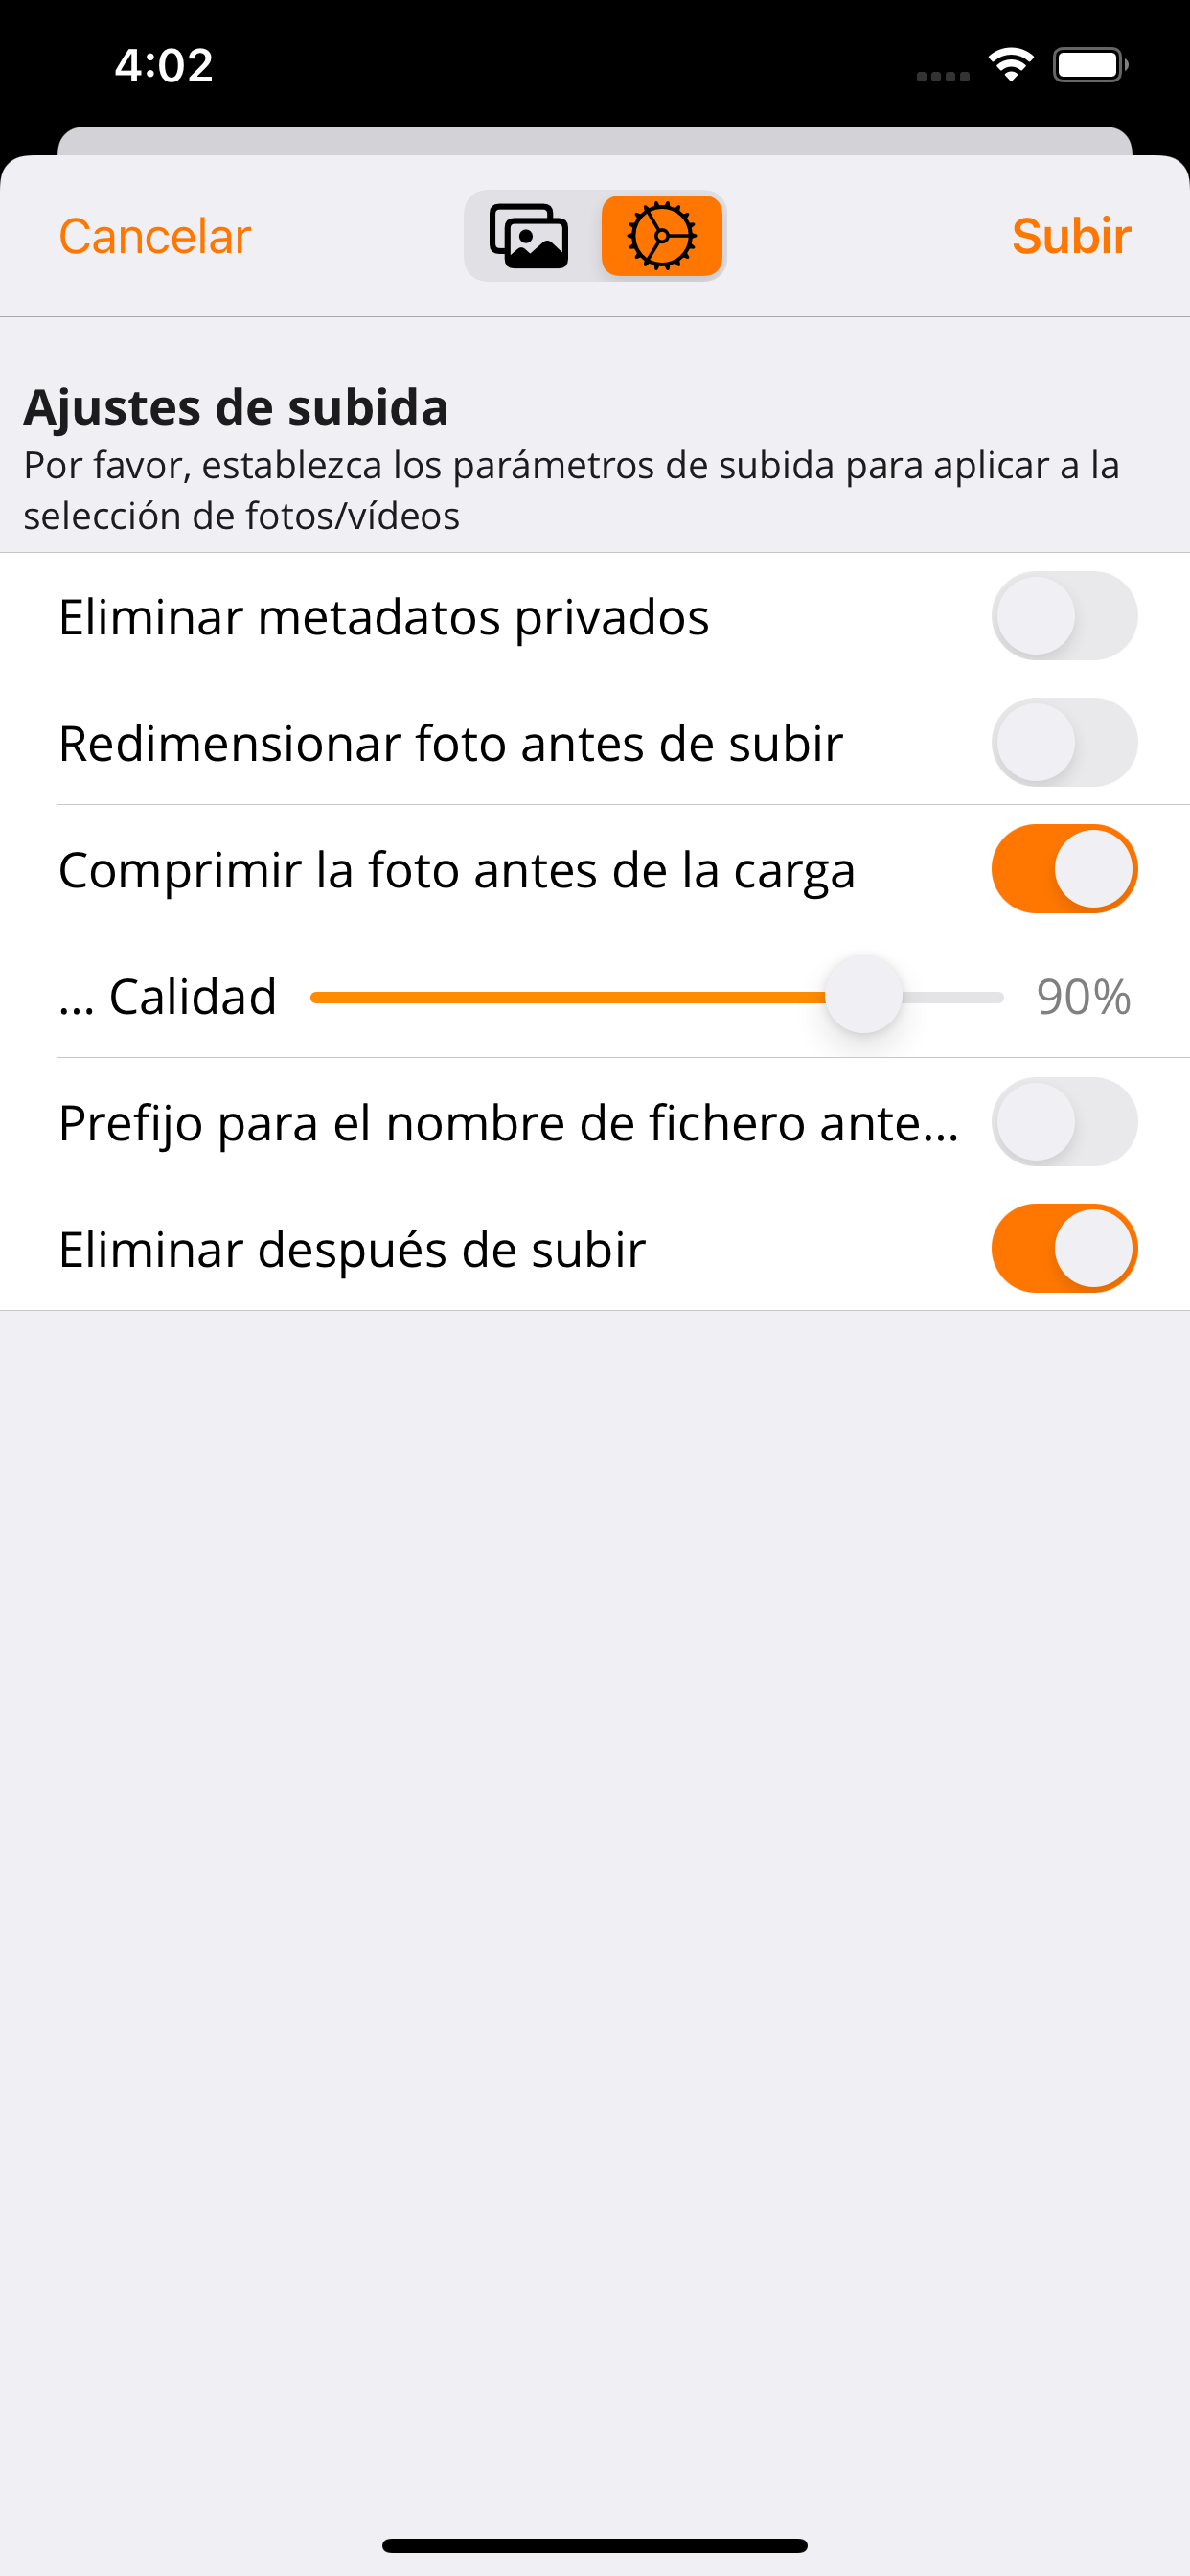 4:02
Cancelar
Subir
Ajustes de subida
Por favor, establezca los parámetros de subida para aplicar a la
selección de fotos/vídeos
Eliminar metadatos privados
Redimensionar foto antes de subir
Comprimir la foto antes de la carga
... Calidad 90%
Prefijo para el nombre de fichero ante...
Eliminar después de subir